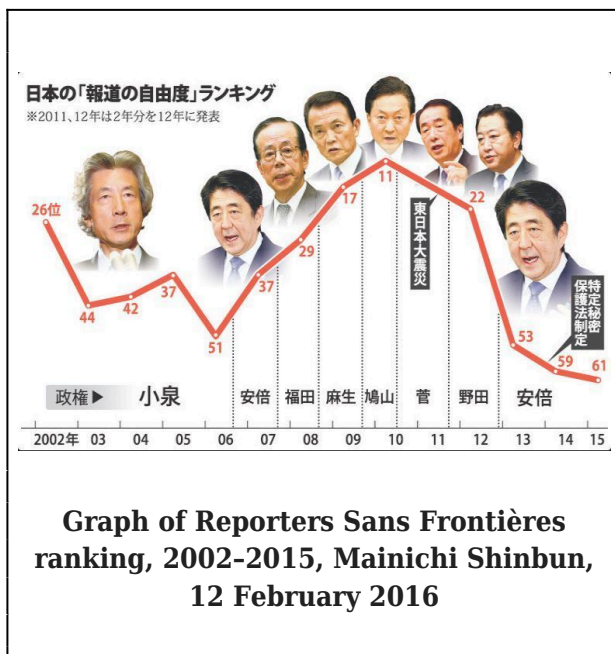 日本の「報道の自由度」ランキング
※2011、12年は2年分を12年に発表
26位
44
42
37
51
37
29
17
11
22
53
59
61
東日本大震災
特定秘密
保護法制定
政権▶ 小泉 安倍 福田 麻生 鳩山 菅 野田 安倍
2002年 03 04 05 06 07 08 09 10 11 12 13 14 15
Graph of Reporters Sans Frontières
ranking, 2002–2015, Mainichi Shinbun,
12 February 2016